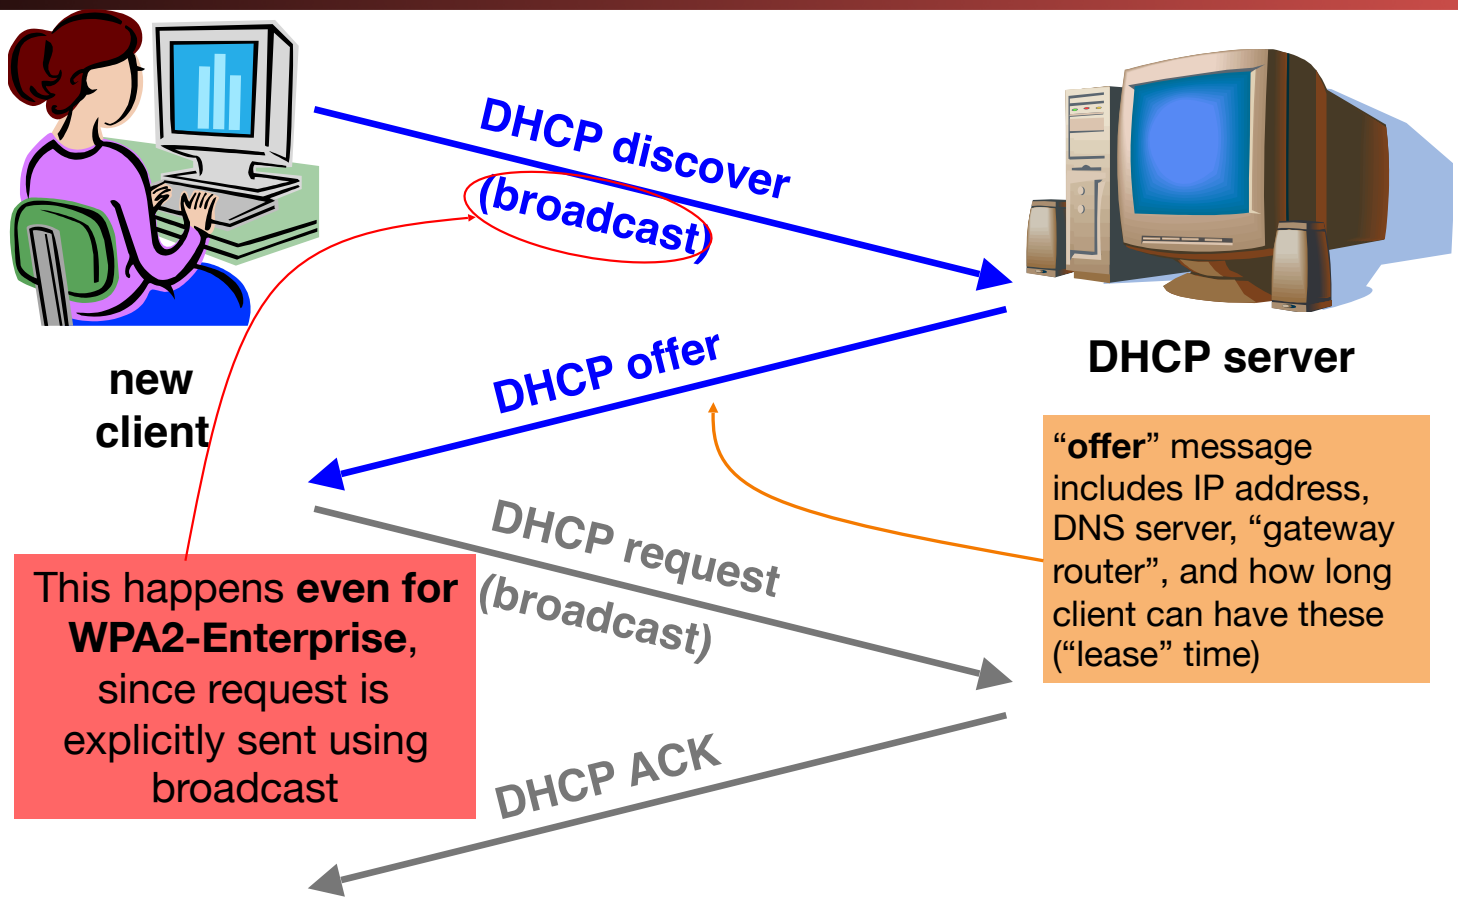 DHCP discover
(broadcast)
DHCP offer
new
client
DHCP server
“offer” message
includes IP address,
DNS server, “gateway
router”, and how long
client can have these
(“lease” time)
DHCP request
(broadcast)
This happens even for
WPA2-Enterprise,
since request is
explicitly sent using
broadcast
DHCP ACK